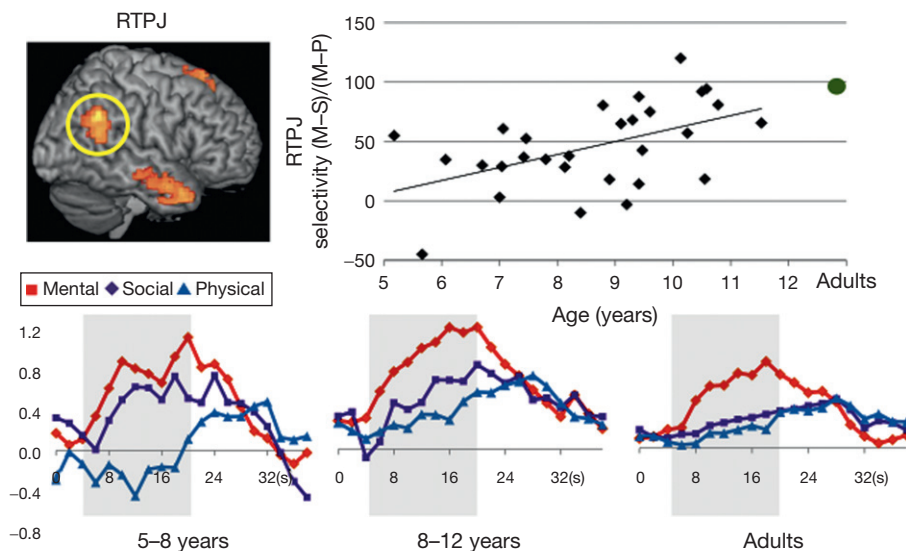 RTPJ
RTPJ
selectivity (M–S)/(M–P)
150
100
50
0
−50
5
6
7
8
9
10
11
12
Adults
Age (years)
Mental Social Physical
1.2
0.8
0.4
0.0
−0.4
−0.8
0 8 16 24 32(s)
5–8 years
0 8 16 24 32(s)
8–12 years
0 8 16 24 32(s)
Adults